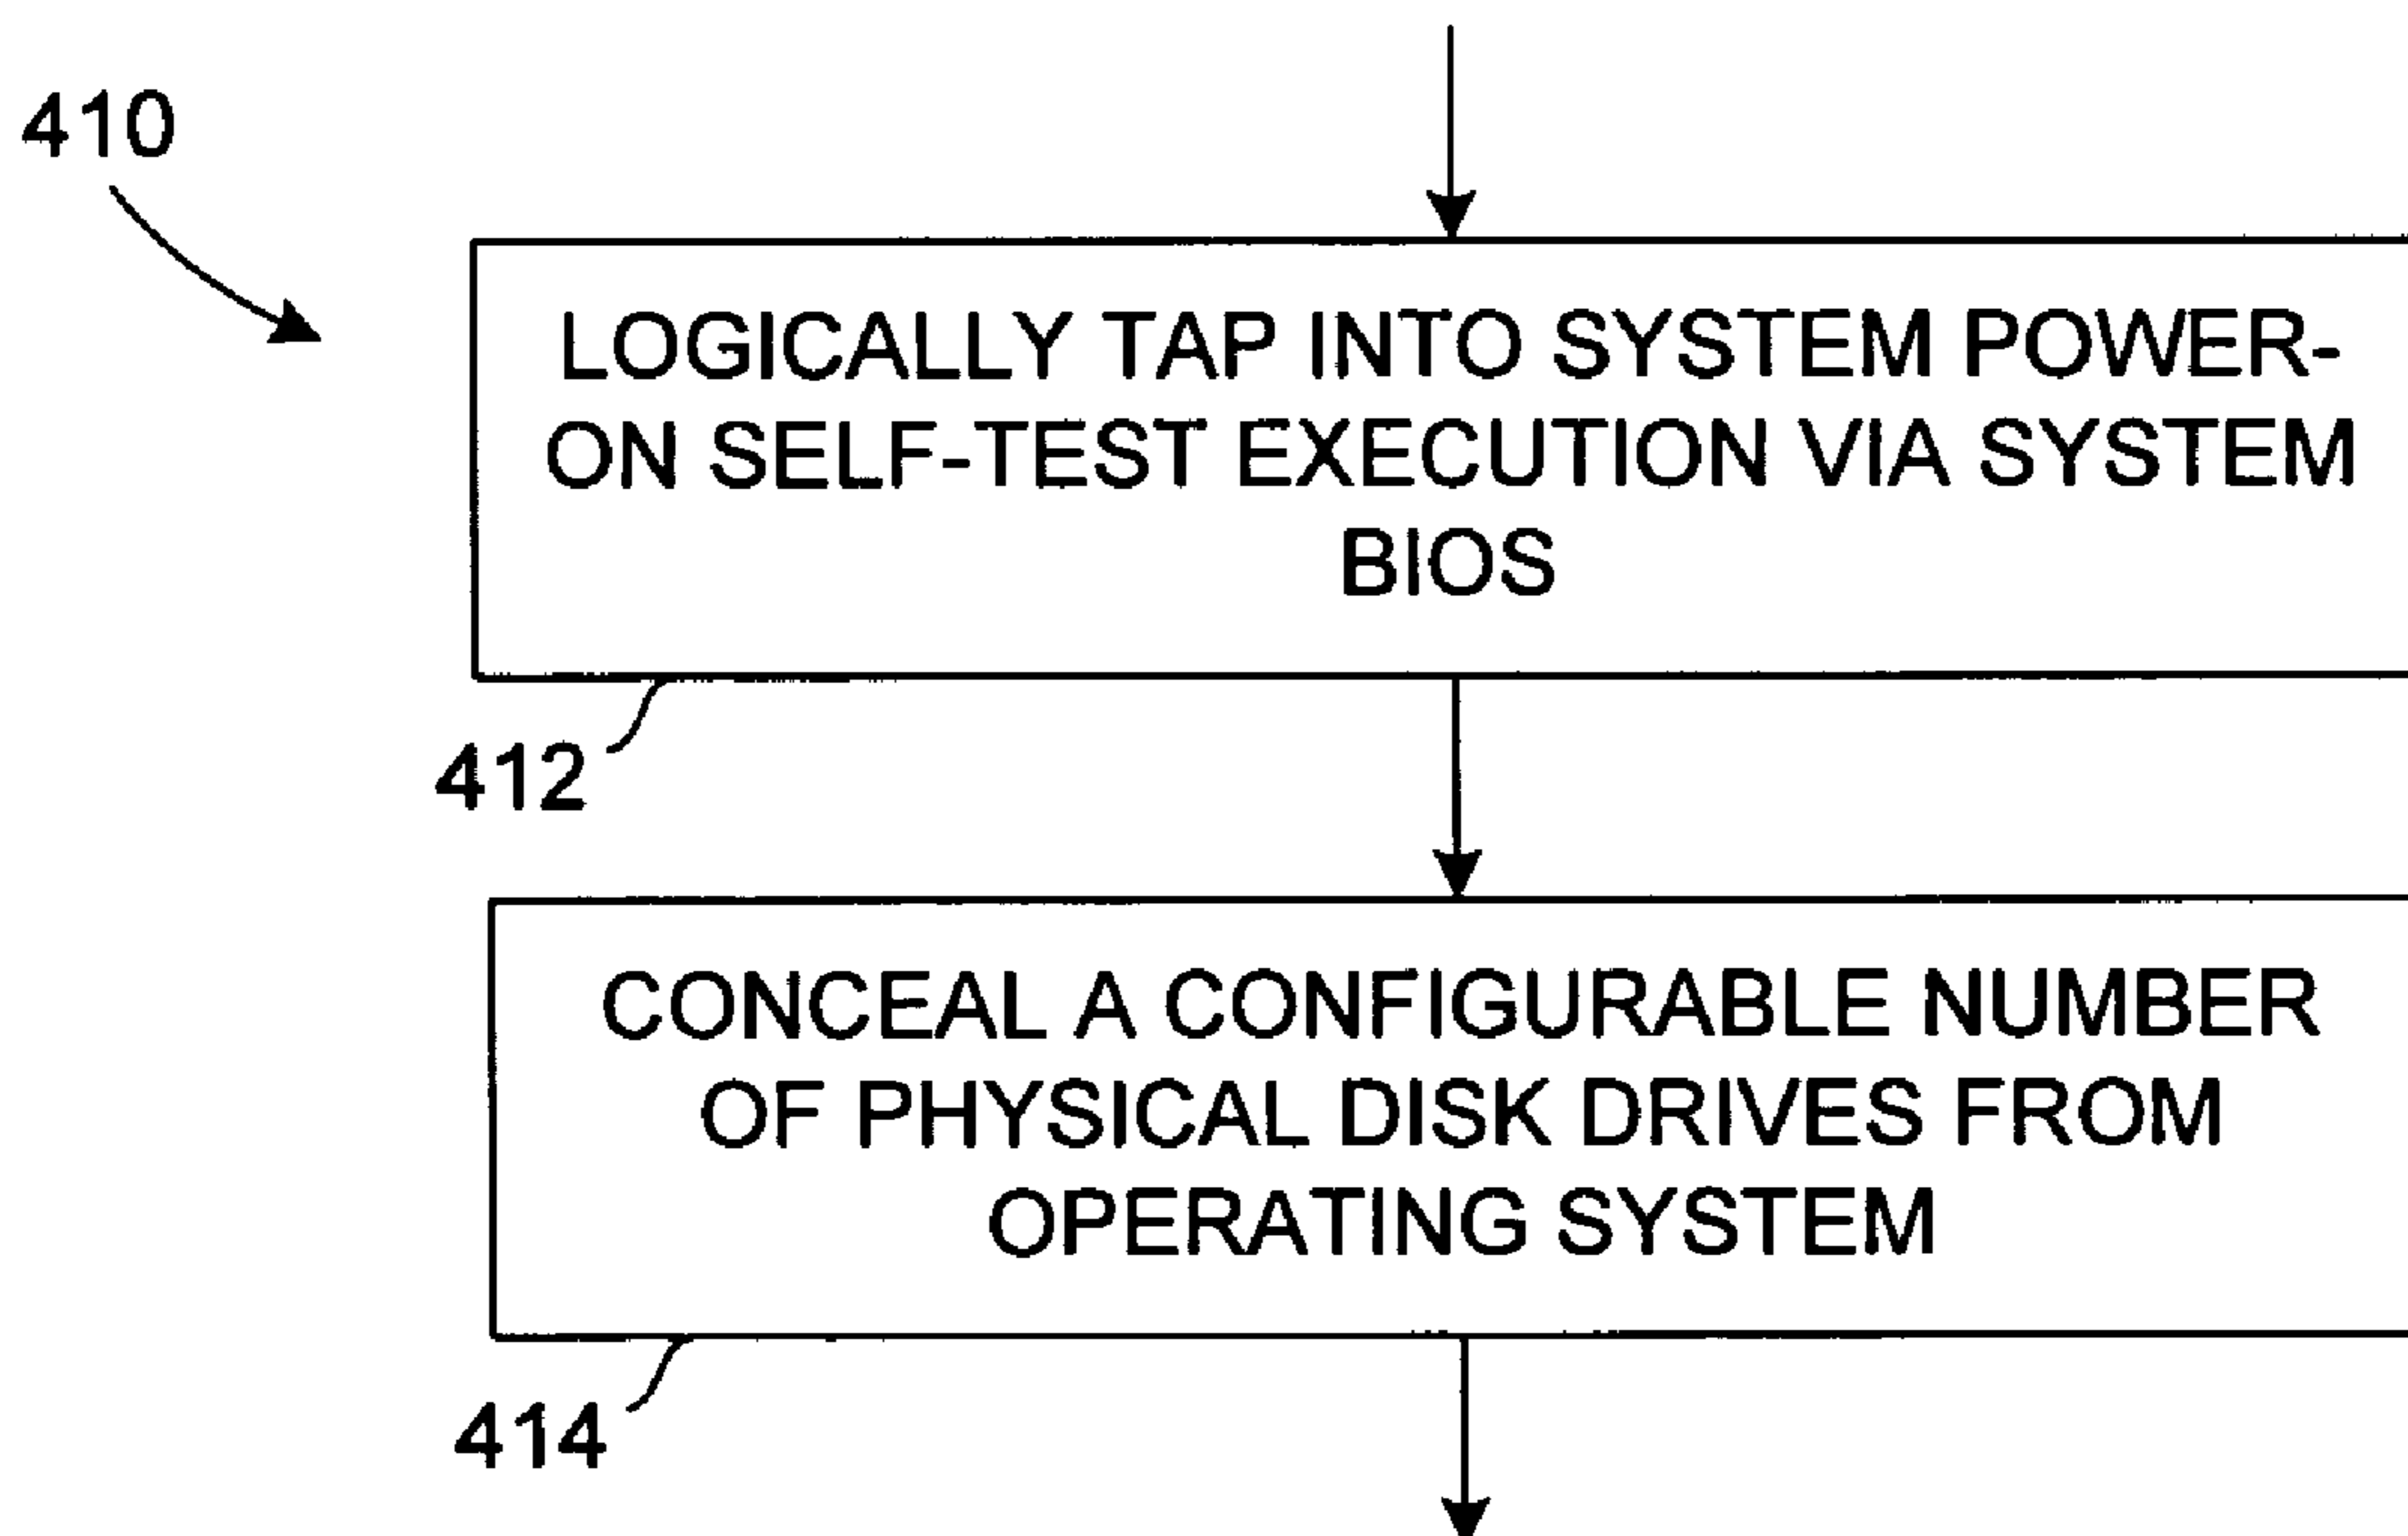 410
LOGICALLY TAP INTO SYSTEM POWER-
ON SELF-TEST EXECUTION VIA SYSTEM
BIOS
412
CONCEAL A CONFIGURABLE NUMBER
OF PHYSICAL DISK DRIVES FROM
OPERATING SYSTEM
414